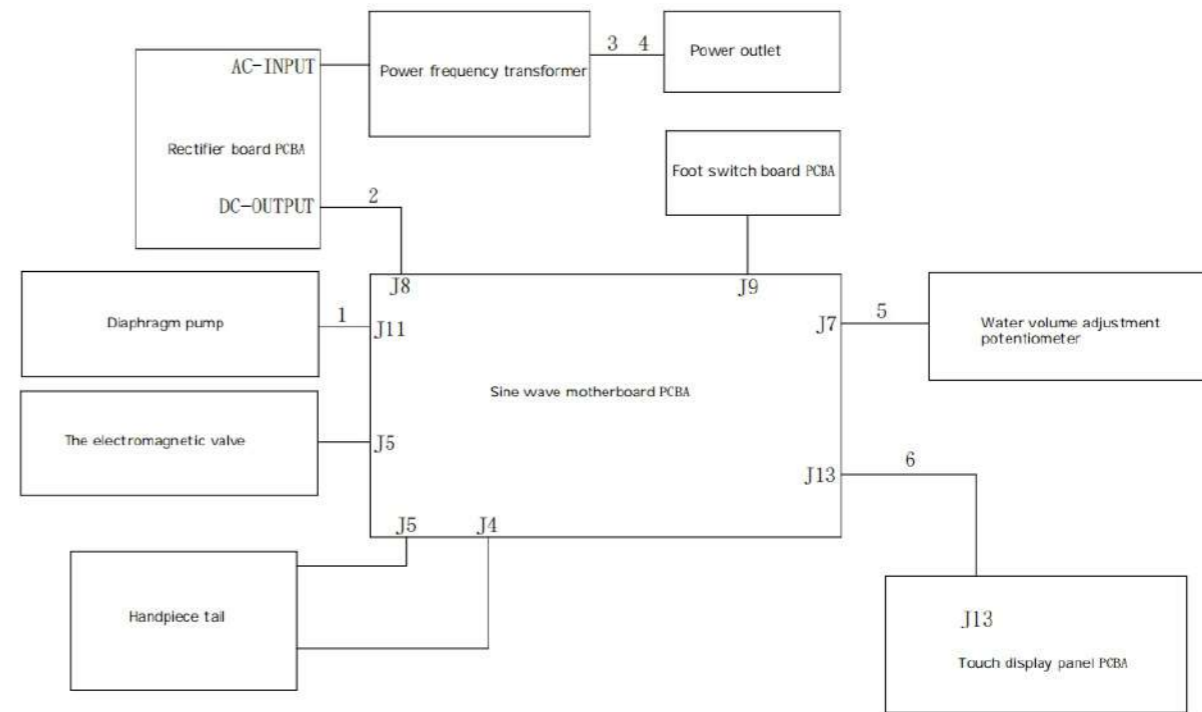 3 4
Power outlet
AC-INPUT
Power frequency transformer
Rectifier board PCBA
Foot switch board PCBA
DC-OUTPUT
2
J8
J9
Diaphragm pump
1
J11
J7
5
Water volume adjustment
potentiometer
Sine wave motherboard PCBA
The electromagnetic valve
J5
J13
6
J5
J4
Handpiece tail
J13
Touch display panel PCBA